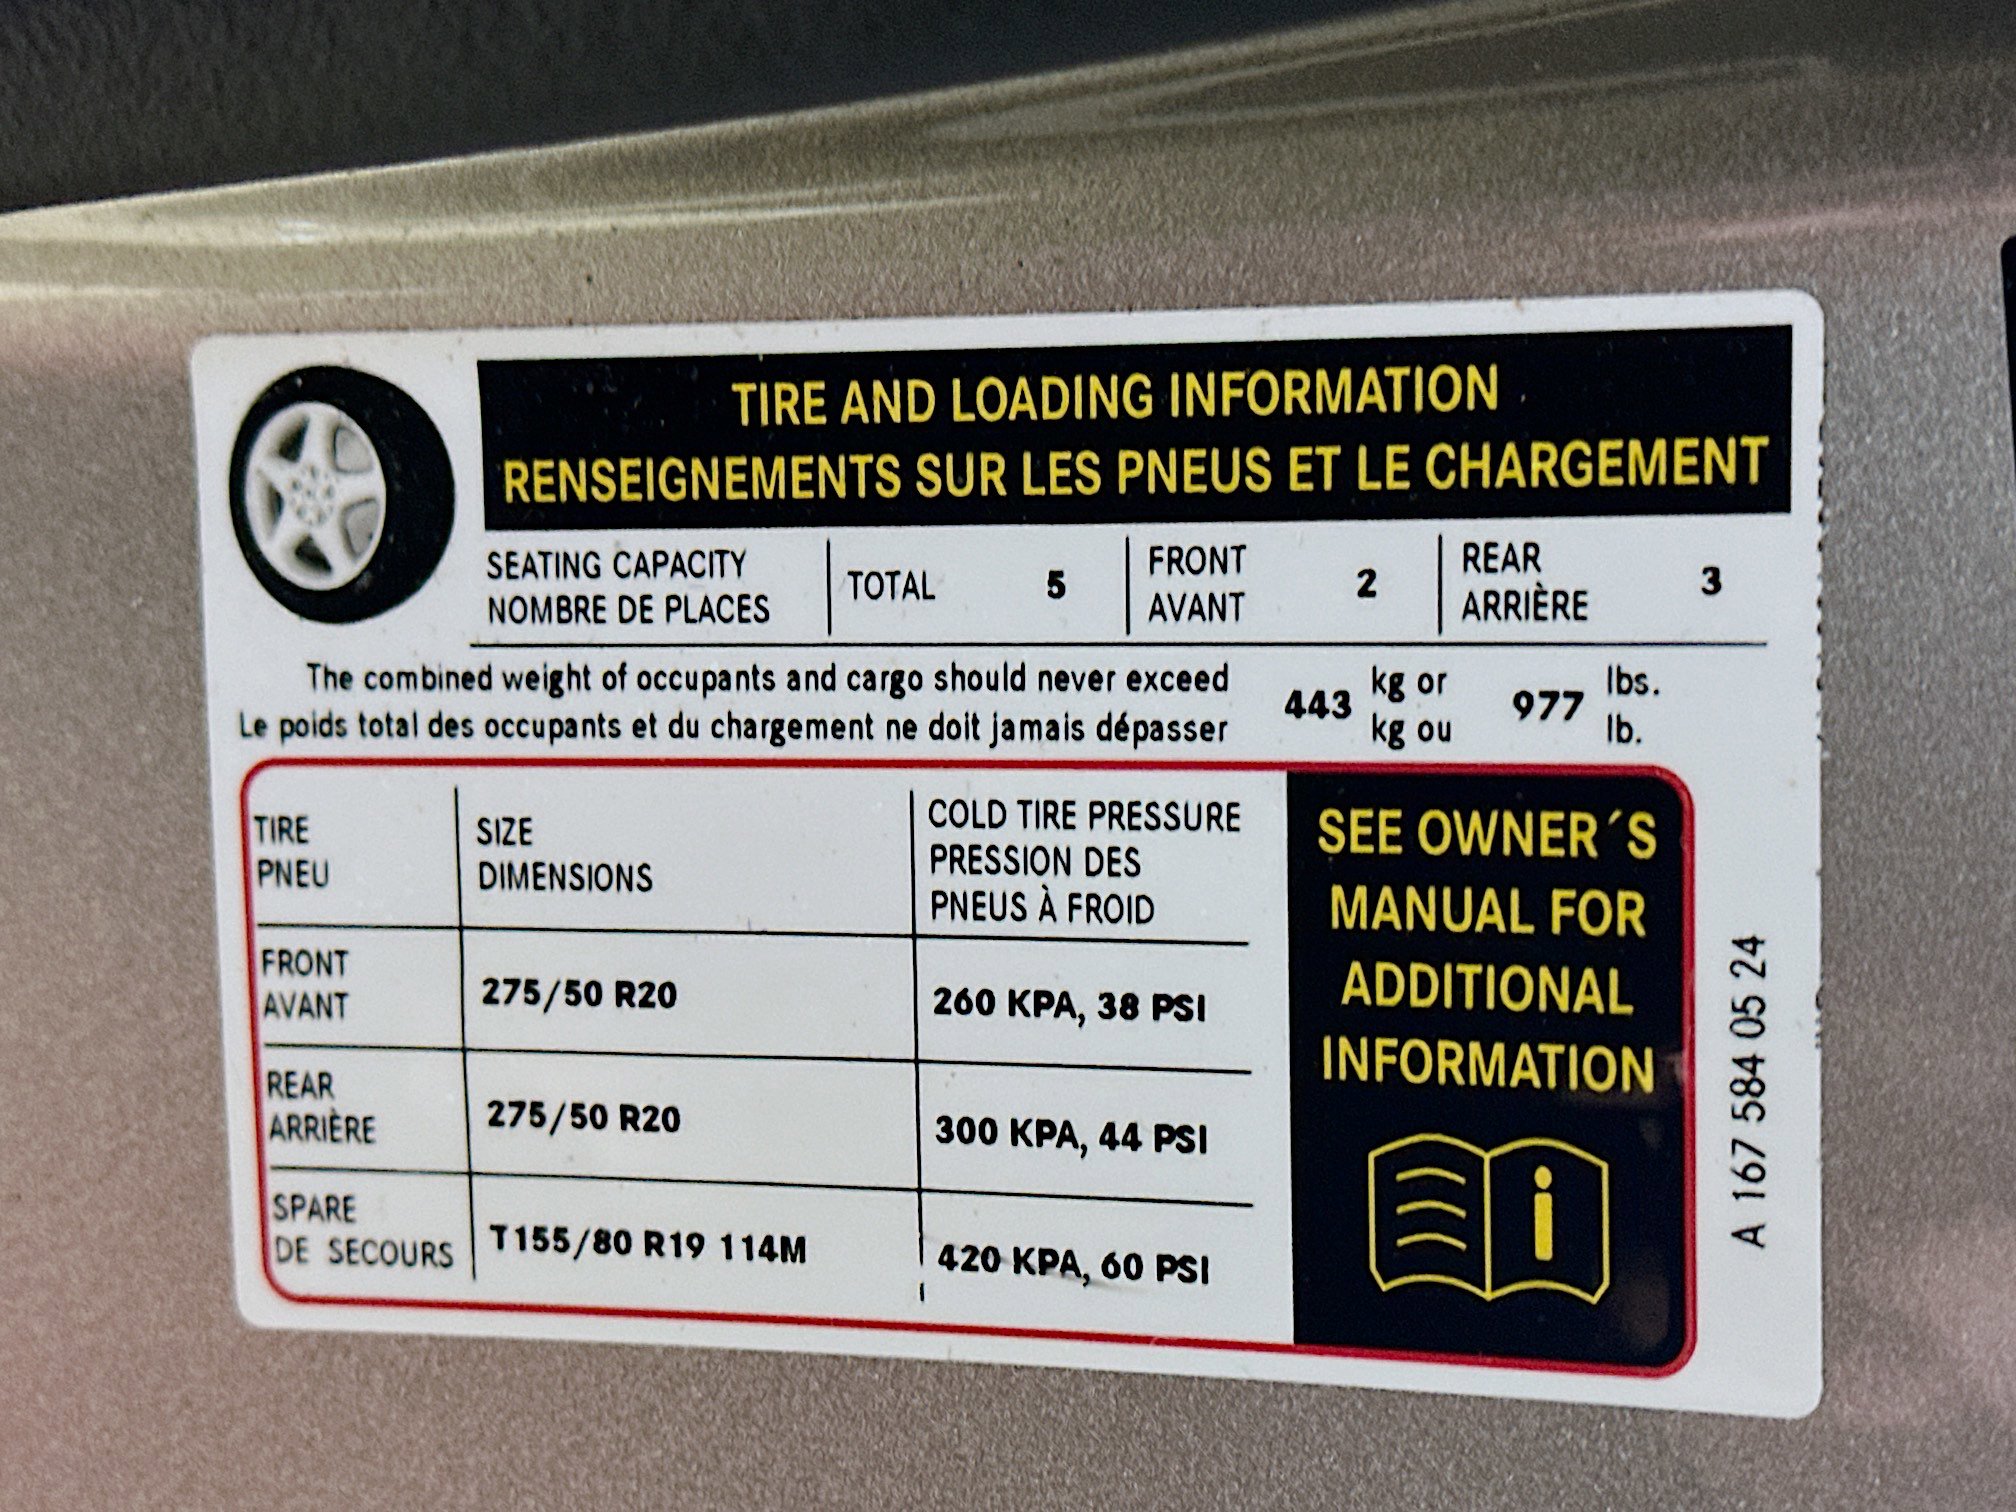 TIRE AND LOADING INFORMATION
RENSEIGNEMENTS SUR LES PNEUS ET LE CHARGEMENT
SEATING CAPACITY
NOMBRE DE PLACES
TOTAL 5
FRONT
AVANT
2
REAR
ARRIÈRE
3
The combined weight of occupants and cargo should never exceed
Le poids total des occupants et du chargement ne doit jamais dépasser
443
kg or
kg ou
977
lbs.
lb.
TIRE
PNEU
SIZE
DIMENSIONS
COLD TIRE PRESSURE
PRESSION DES
PNEUS À FROID
FRONT
AVANT
275/50 R20
260 KPA, 38 PSI
REAR
ARRIÈRE
275/50 R20
300 KPA, 44 PSI
SPARE
DE SECOURS
T155/80 R19 114M
420 KPA, 60 PSI
SEE OWNER´S
MANUAL FOR
ADDITIONAL
INFORMATION
A 167 584 05 24